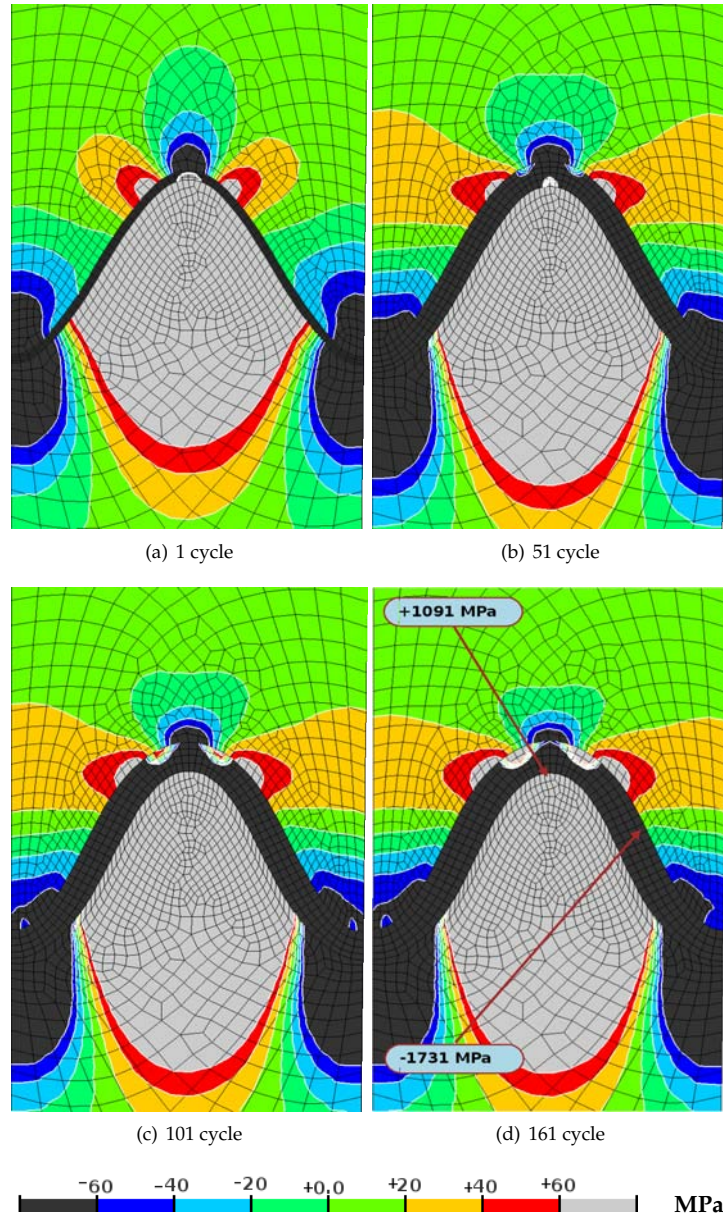 (a) 1 cycle
(b) 51 cycle
+1091 MPa
-1731 MPa
(c) 101 cycle
(d) 161 cycle
-60 -40 -20 +0.0 +20 +40 +60
MPa